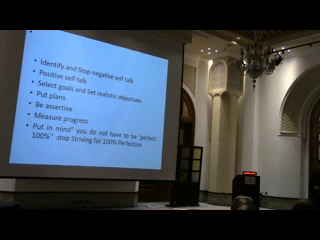 • Identify and Stop negative self talk
• Positive self talk
• Select goals and Set realistic objectives
• Put plans
• Be assertive
• Measure progress
• Put in mind" you do not have to be 'perfect
100%'" stop Striving for 100% Perfection